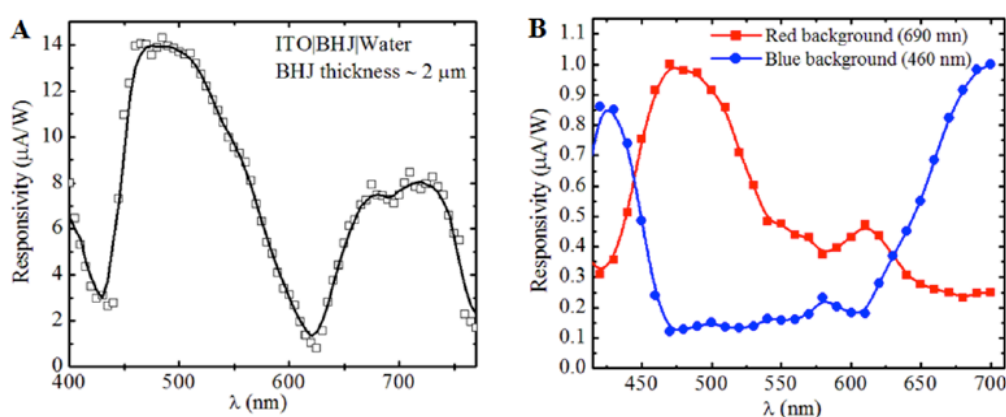 A
ITO|BHJ|Water
BHJ thickness ~ 2 μm
Responsivity (μA/W)
14
12
10
8
6
4
2
0
400
500
600
700
λ (nm)
B
Red background (690 mn)
Blue background (460 nm)
Responsivity (μA/W)
1.0
0.9
0.8
0.7
0.6
0.5
0.4
0.3
0.2
0.1
0.0
450
500
550
600
650
700
λ (nm)